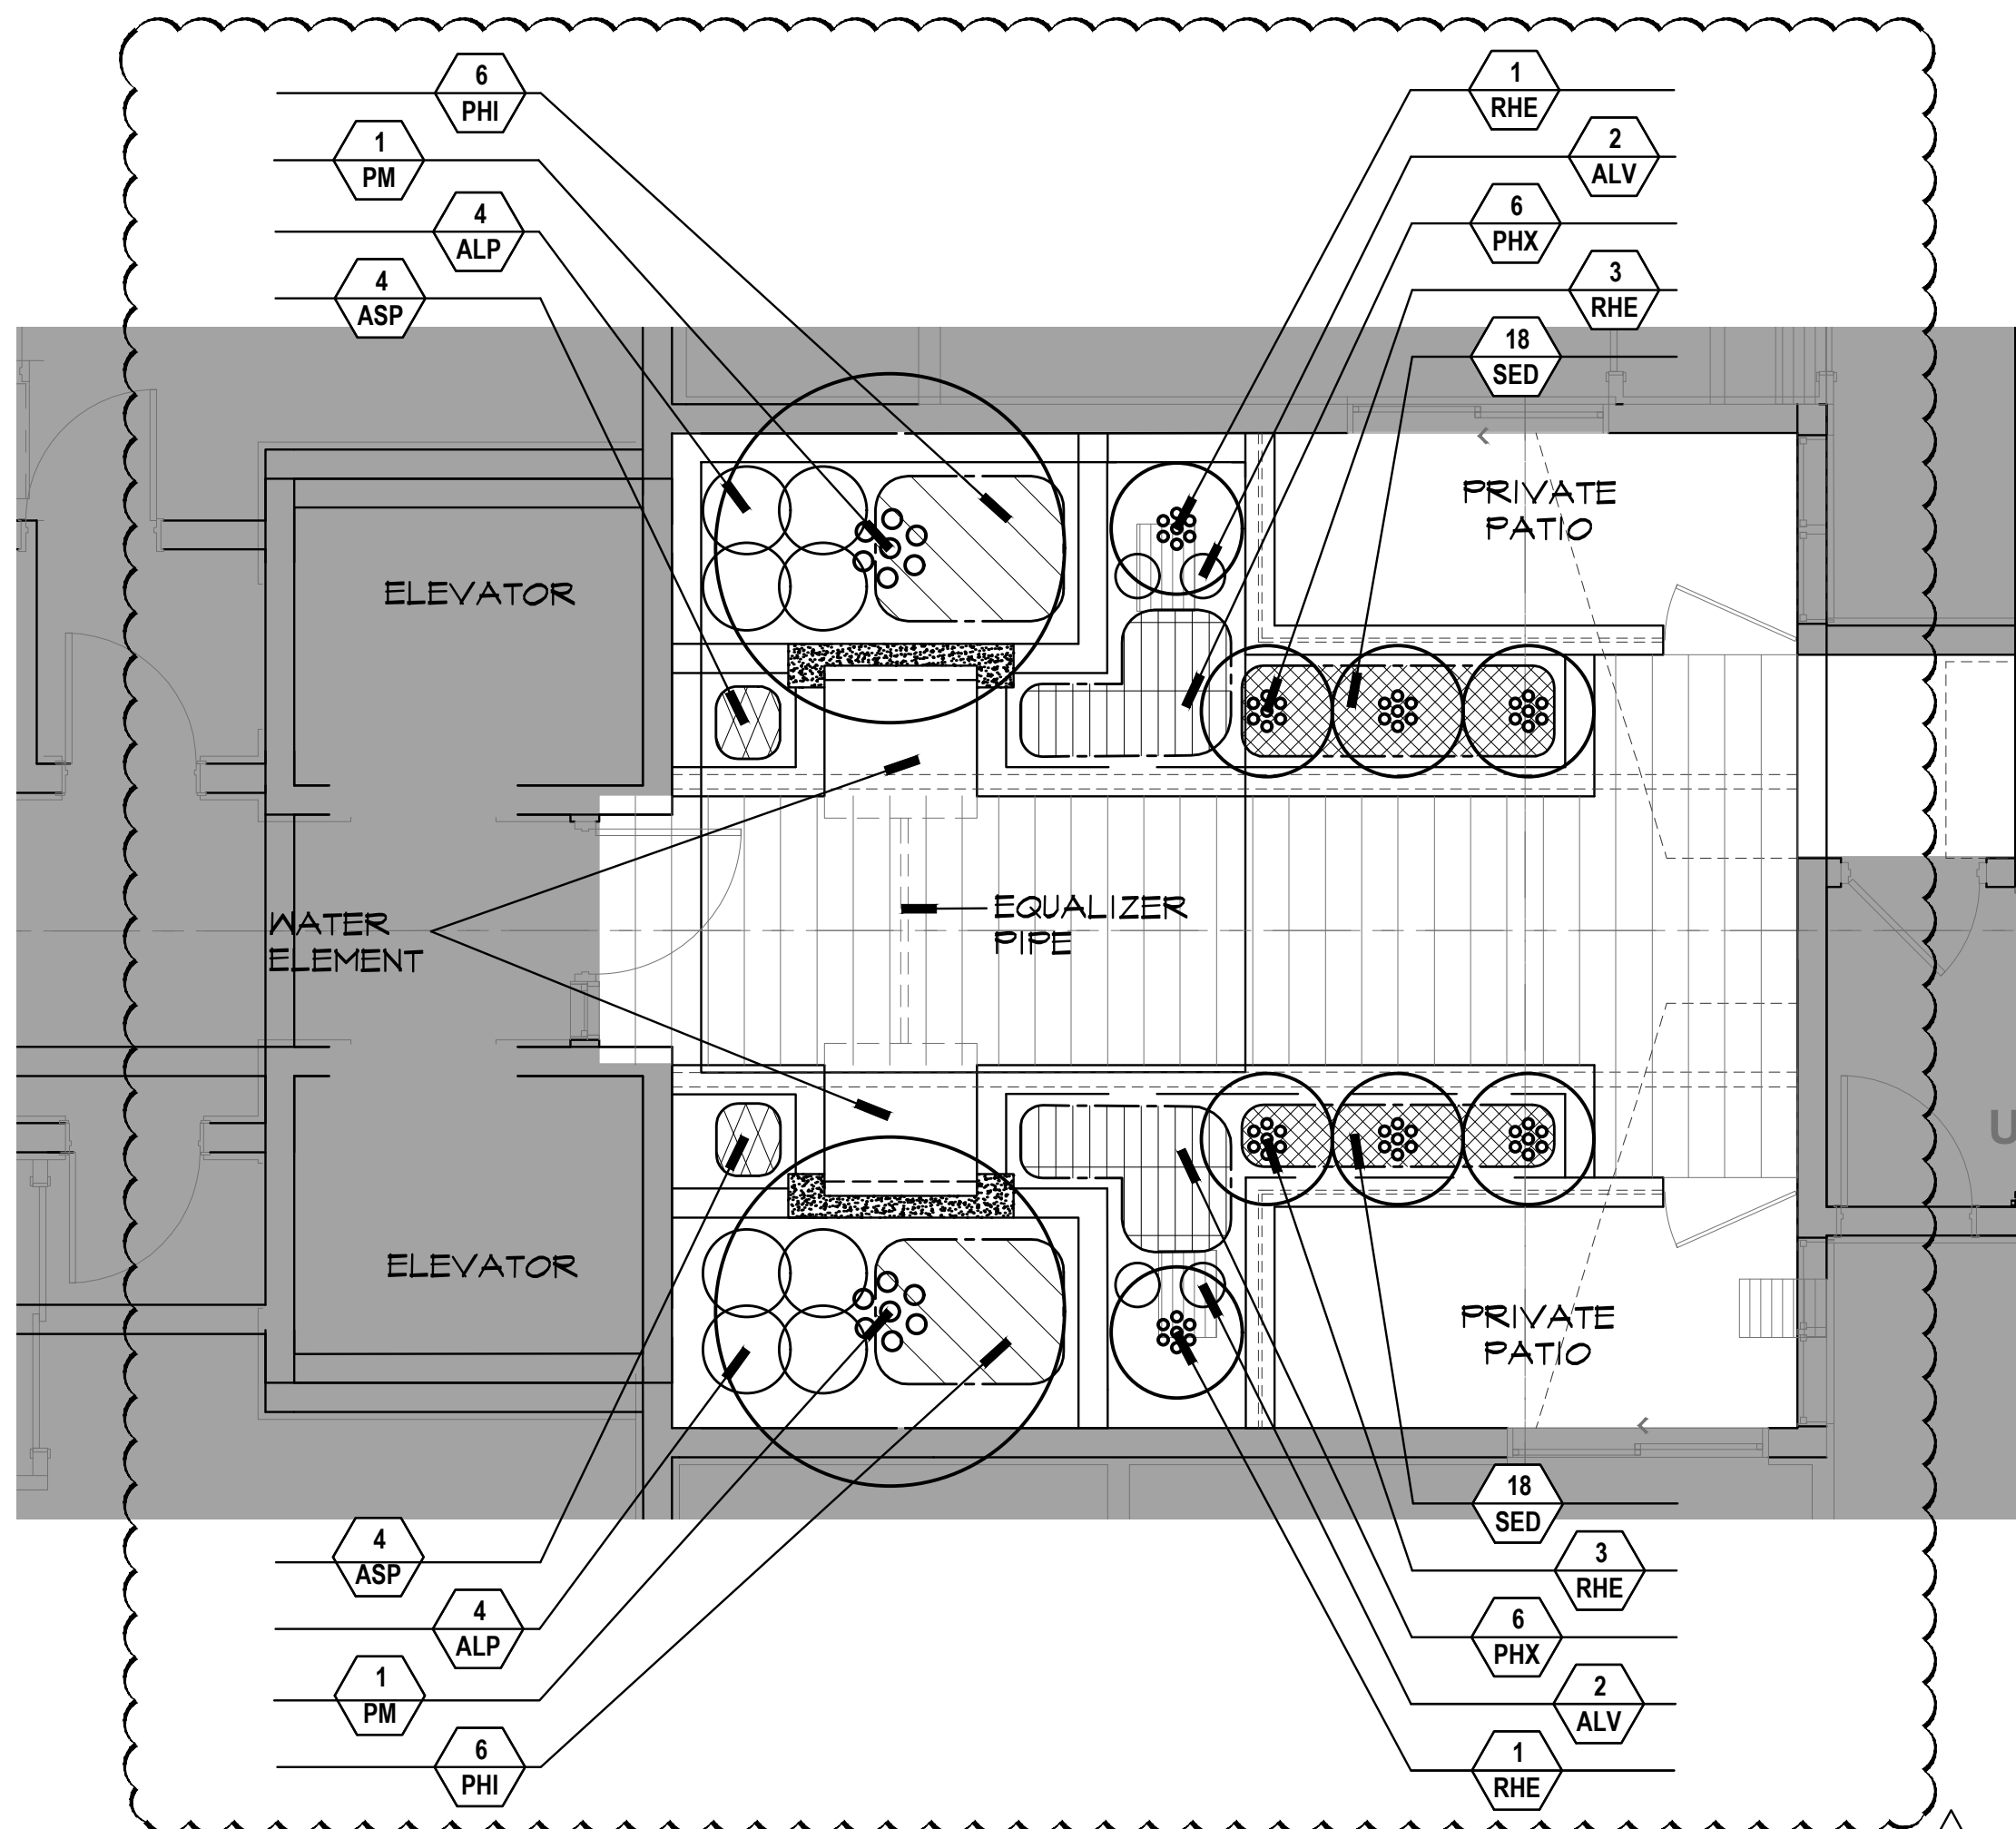 6
PHI
1
PM
4
ALP
4
ASP
1
RHE
2
ALV
6
PHX
3
RHE
18
SED
PRIVATE
PATIO
ELEVATOR
WATER
ELEMENT
EQUALIZER
PIPE
U
ELEVATOR
PRIVATE
PATIO
4
ASP
4
ALP
1
PM
6
PHI
18
SED
3
RHE
6
PHX
2
ALV
1
RHE